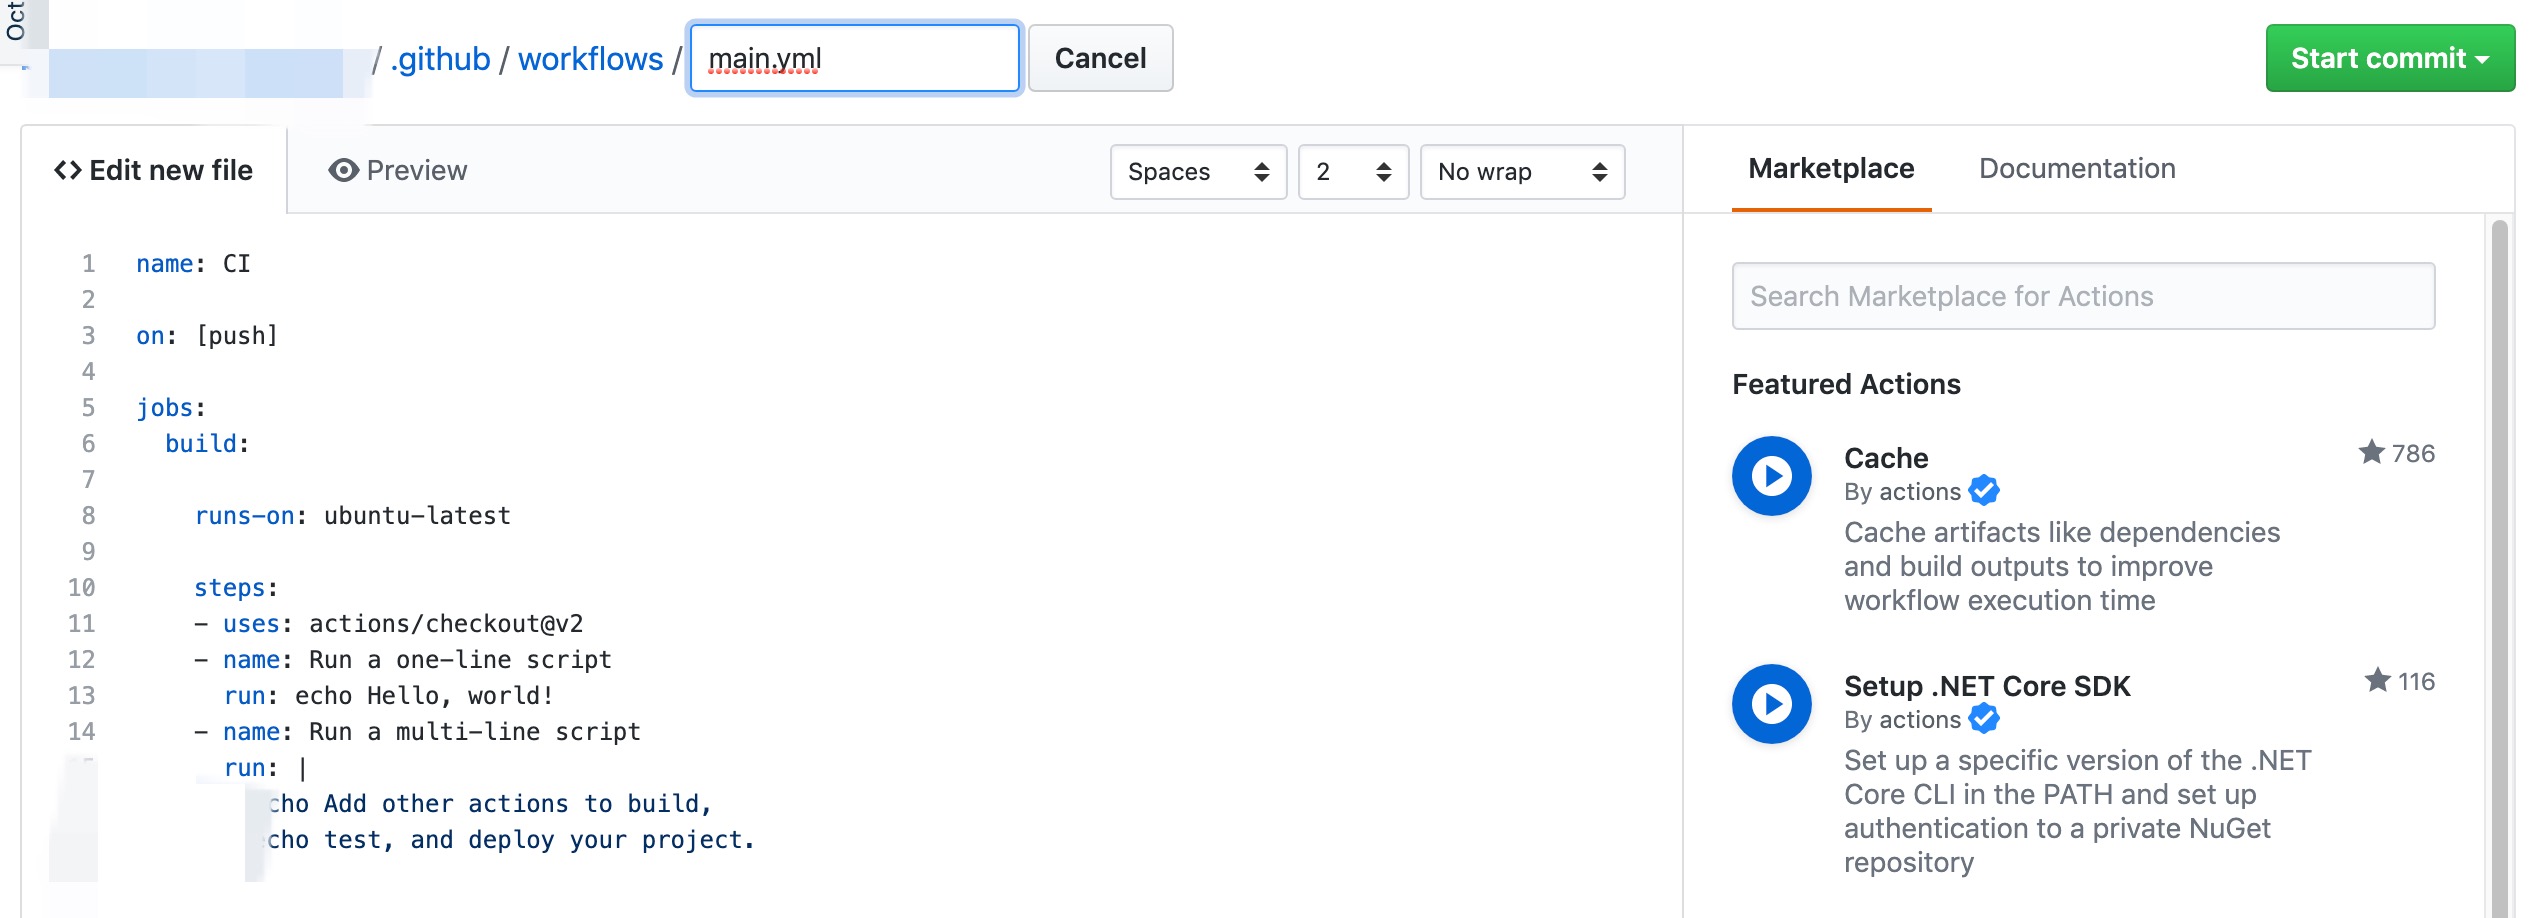 Oct
/ .github / workflows / main.yml Cancel Start commit
<> Edit new file Preview Spaces 2 No wrap Marketplace Documentation
1 name: CI
2
3 on: [push]
4
5 jobs:
6   build:
7
8     runs-on: ubuntu-latest
9
10     steps:
11     - uses: actions/checkout@v2
12     - name: Run a one-line script
13       run: echo Hello, world!
14     - name: Run a multi-line script
run: |
cho Add other actions to build,
cho test, and deploy your project.
Search Marketplace for Actions
Featured Actions
Cache 786
By actions
Cache artifacts like dependencies
and build outputs to improve
workflow execution time
Setup .NET Core SDK 116
By actions
Set up a specific version of the .NET
Core CLI in the PATH and set up
authentication to a private NuGet
repository